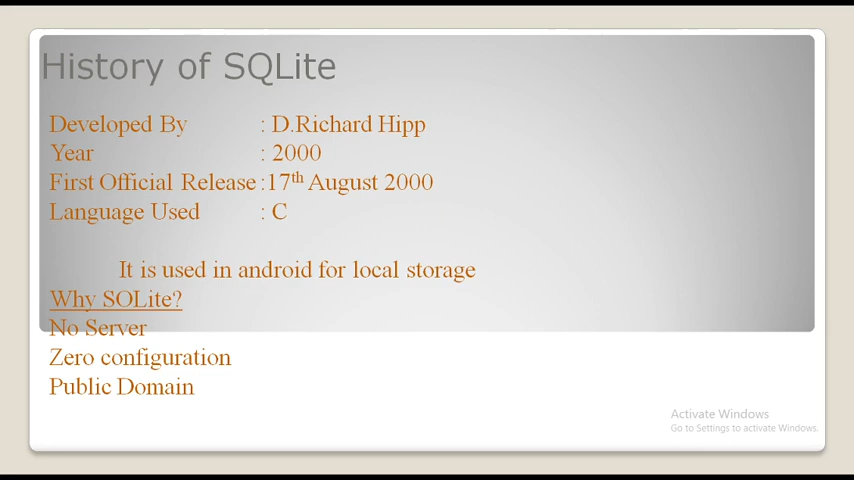 History of SQLite
Developed By : D.Richard Hipp
Year : 2000
First Official Release :17th August 2000
Language Used : C
It is used in android for local storage
Why SQLite?
No Server
Zero configuration
Public Domain
Activate Windows
Go to Settings to activate Windows.